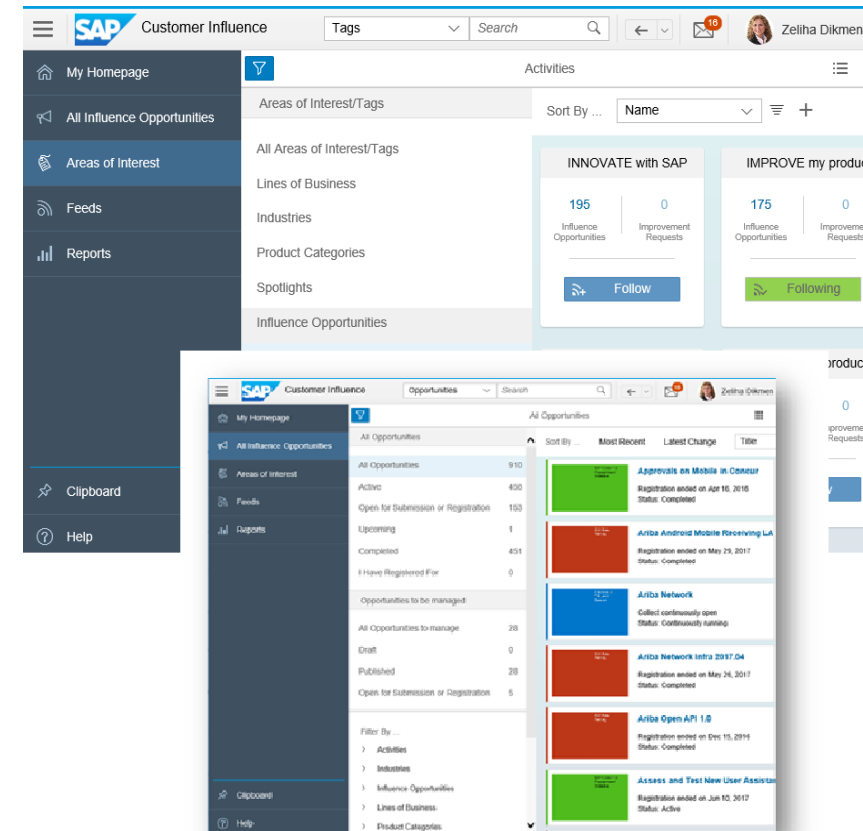 SAP Customer Influence Tags Search 16 Zeliha Dikmen
My Homepage
All Influence Opportunities
Areas of Interest
Feeds
Reports
Clipboard
Help
Activities
Areas of Interest/Tags
All Areas of Interest/Tags
Lines of Business
Industries
Product Categories
Spotlights
Influence Opportunities
Sort By ... Name
INNOVATE with SAP
195 0
Influence Improvement
Opportunities Requests
Follow
IMPROVE my produc
175 0
Influence Improveme
Opportunities Requests
Following
produc
0
proveme
Requests
SAP Customer Influence Opportunities Search 16 Zeliha Dikmen
My Homepage
All Influence Opportunities
Areas of Interest
Feeds
Reports
Clipboard
Help
All Opportunities
All Opportunities
All Opportunities 910
Active
Open for Submission or Registration
Upcoming 1
Completed 451
I Have Registered For 0
Opportunities to be managed
All Opportunities to manage 28
Draft 0
Published 28
Open for Submission or Registration 5
Filter By ...
Activities
Industries
Influence Opportunities
Lines of Business
Product Categories
Sort By ... Most Recent Latest Change Title
Approvals on Mobile in Concur
Registration ended on Apr 16, 2016
Status: Completed
Ariba Android Mobile Receiving LA
Registration ended on May 29, 2017
Status: Completed
Ariba Network
Collect continuously open
Status: Continuously running
Ariba Network Infra 2017.04
Registration ended on May 26, 2017
Status: Completed
Ariba Open API 1.0
Registration ended on Dec 15, 2014
Status: Completed
Assess and Test New User Assistan
Registration ended on Jun 10, 2017
Status: Active